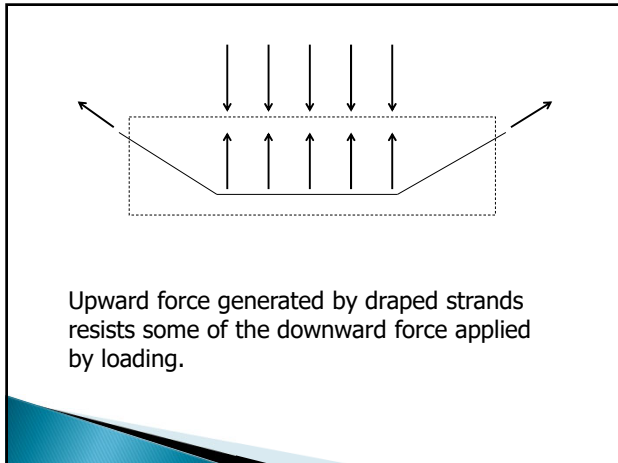 Upward force generated by draped strands
resists some of the downward force applied
by loading.